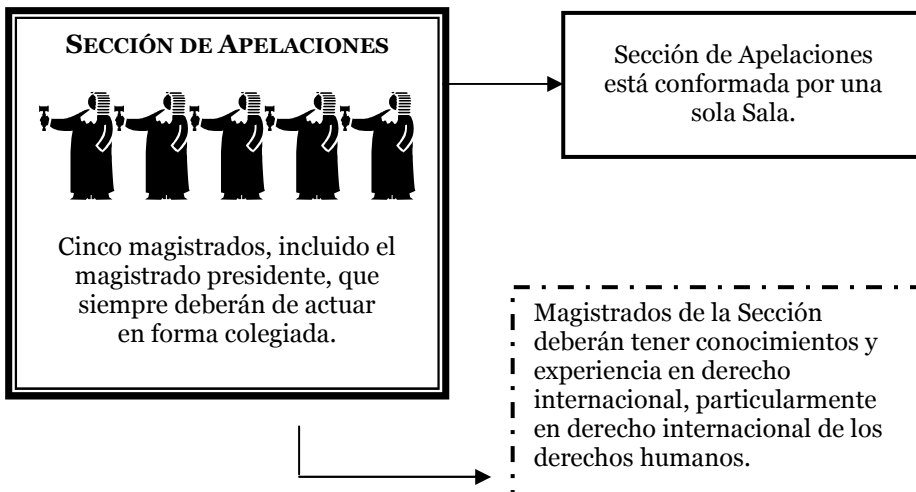 SECCIÓN DE APELACIONES
Cinco magistrados, incluido el
magistrado presidente, que
siempre deberán de actuar
en forma colegiada.
Sección de Apelaciones
está conformada por una
sola Sala.
Magistrados de la Sección
deberán tener conocimientos y
experiencia en derecho
internacional, particularmente
en derecho internacional de los
derechos humanos.